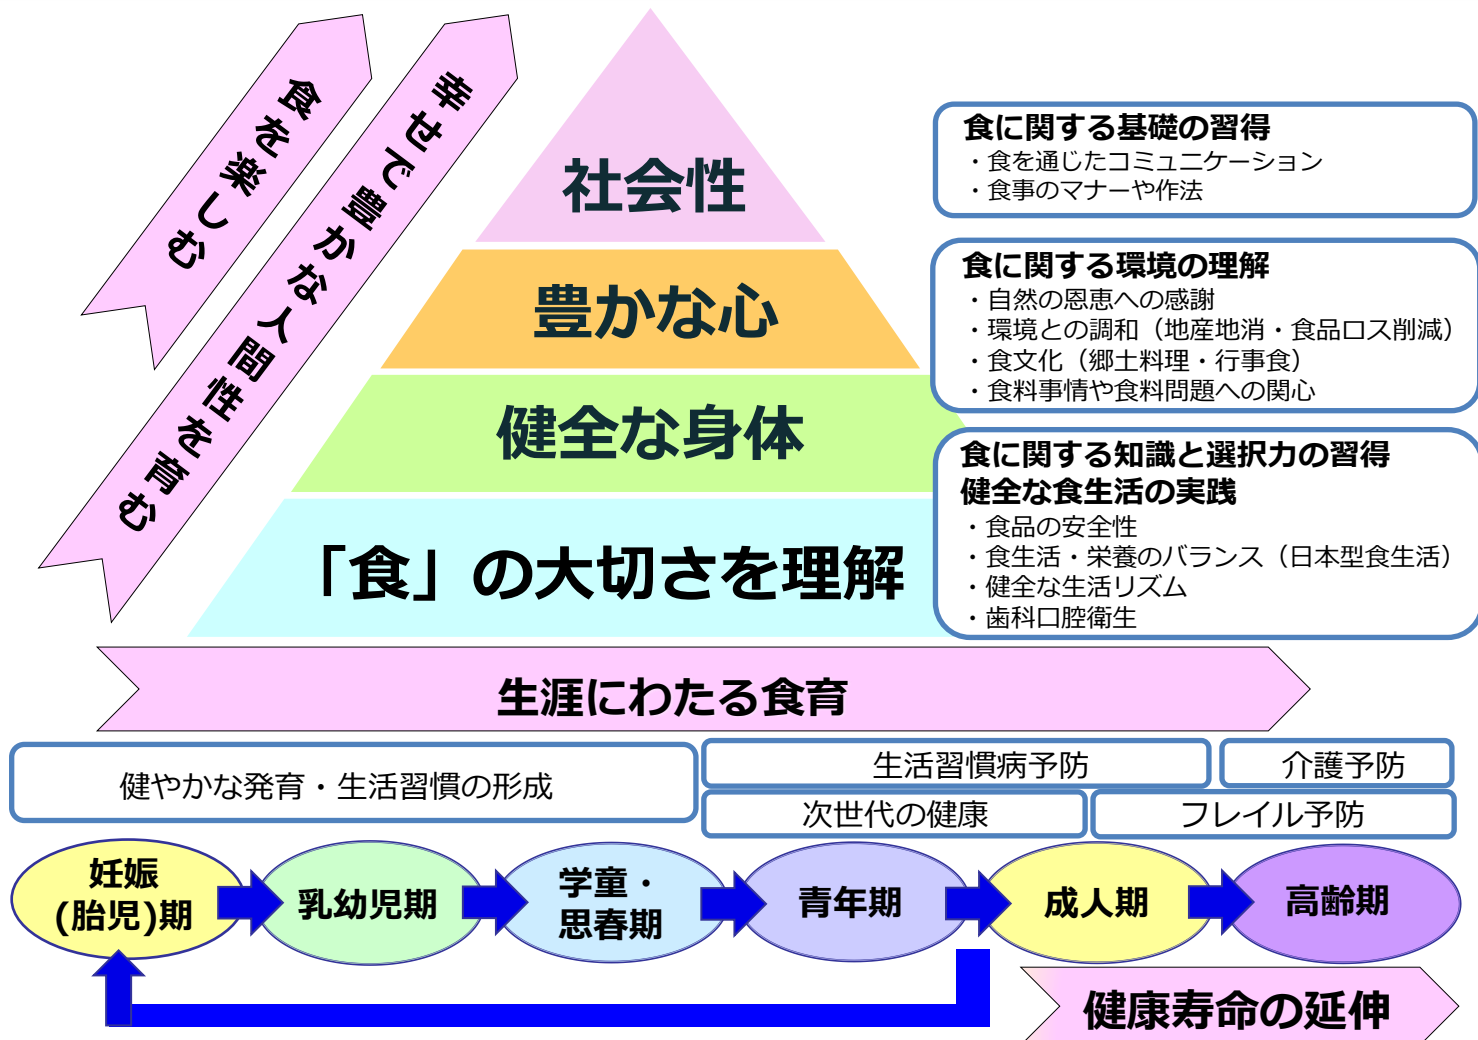 食を楽しむ
幸せで豊かな人間性を育む
社会性
豊かな心
健全な身体
「食」の大切さを理解
食に関する基礎の習得
・食を通じたコミュニケーション
・食事のマナーや作法
食に関する環境の理解
・自然の恩恵への感謝
・環境との調和（地産地消・食品ロス削減）
・食文化（郷土料理・行事食）
・食料事情や食料問題への関心
食に関する知識と選択力の習得
健全な食生活の実践
・食品の安全性
・食生活・栄養のバランス（日本型食生活）
・健全な生活リズム
・歯科口腔衛生
生涯にわたる食育
健やかな発育・生活習慣の形成
生活習慣病予防
介護予防
次世代の健康
フレイル予防
妊娠
(胎児)期
乳幼児期
学童・
思春期
青年期
成人期
高齢期
健康寿命の延伸